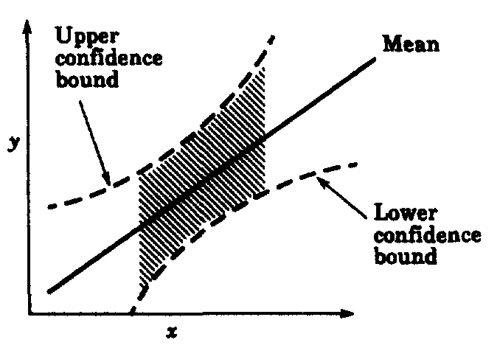 Upper
confidence
bound
Mean
y
Lower
confidence
bound
x